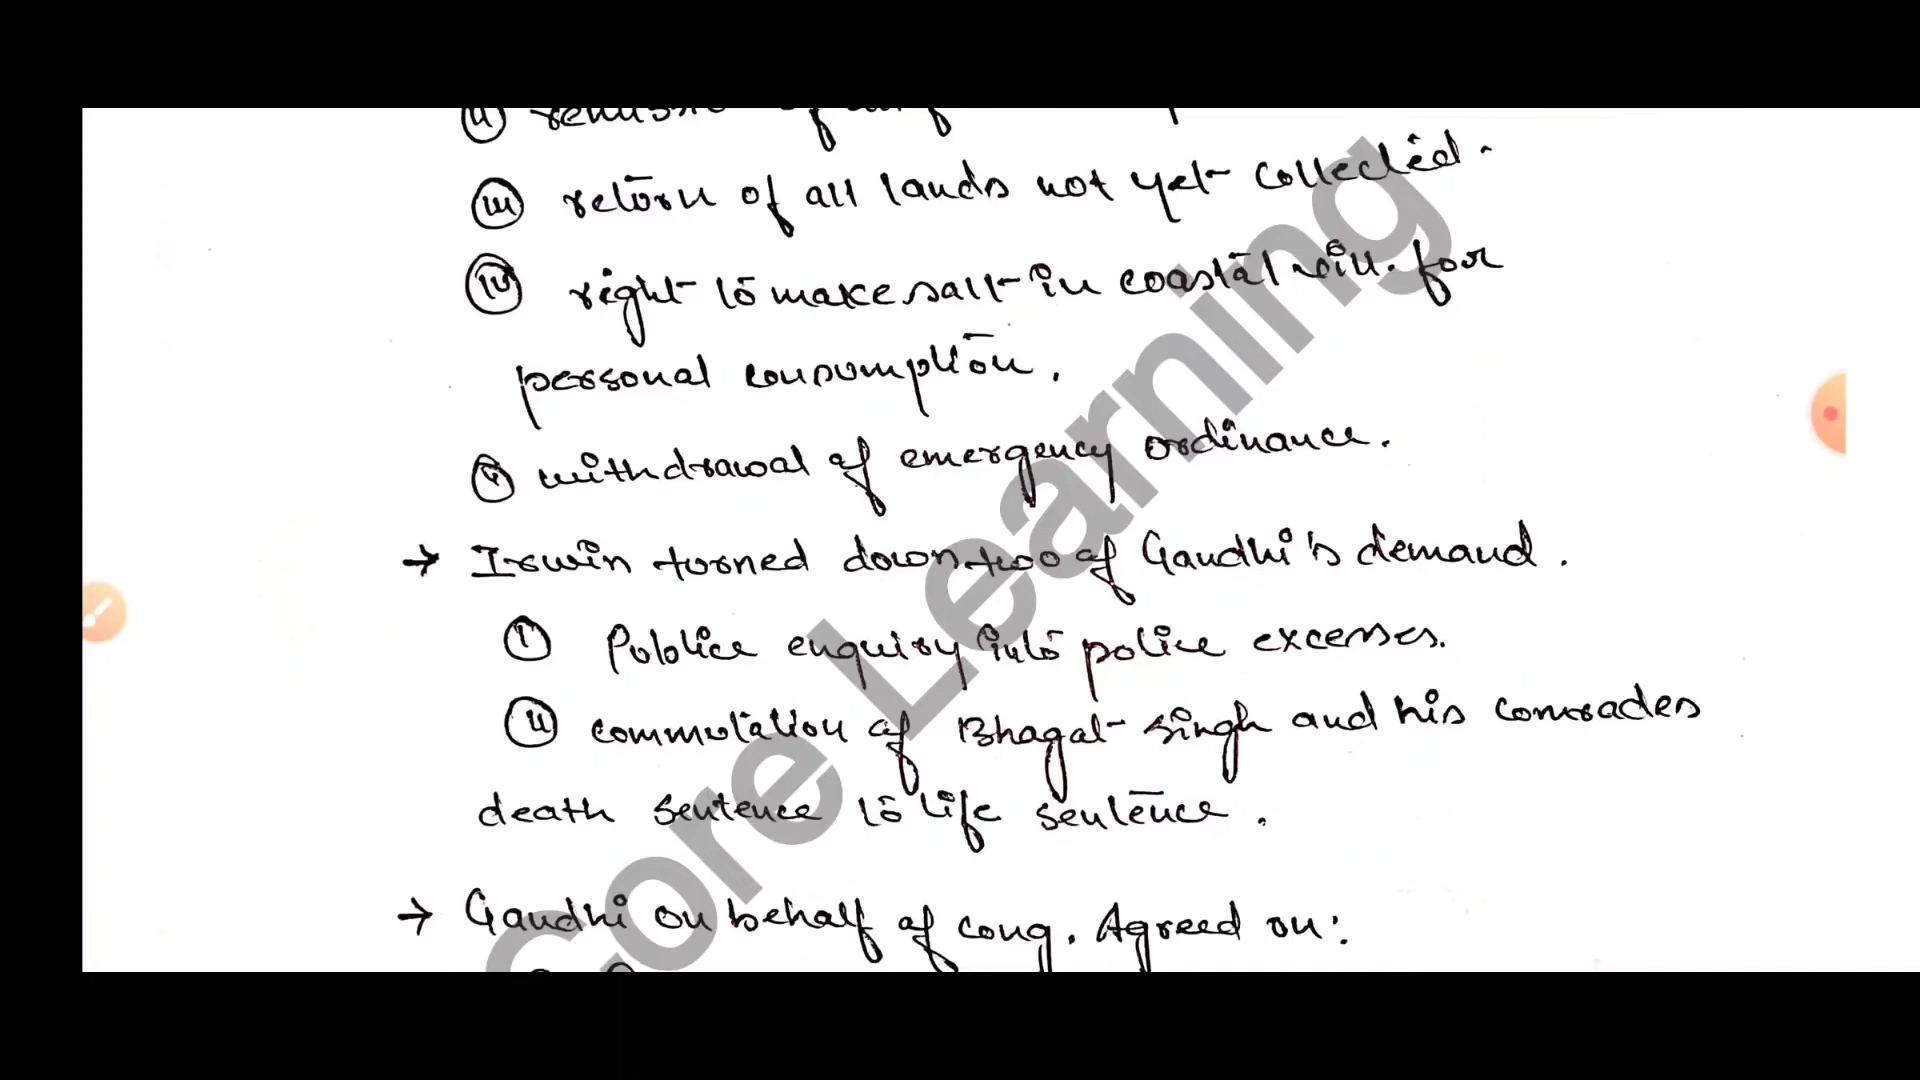 (iii) return of all lands not yet collected.
(iv) right to make salt in coastal vill. for
personal consumption.
(v) withdrawal of emergency ordinance.
→ Irwin turned down two of Gandhi's demand.
(i) Public enquiry into police excesses.
(ii) commutation of Bhagat Singh and his comrades
death sentence to life sentence.
→ Gandhi on behalf of cong. Agreed on:
Core Learning